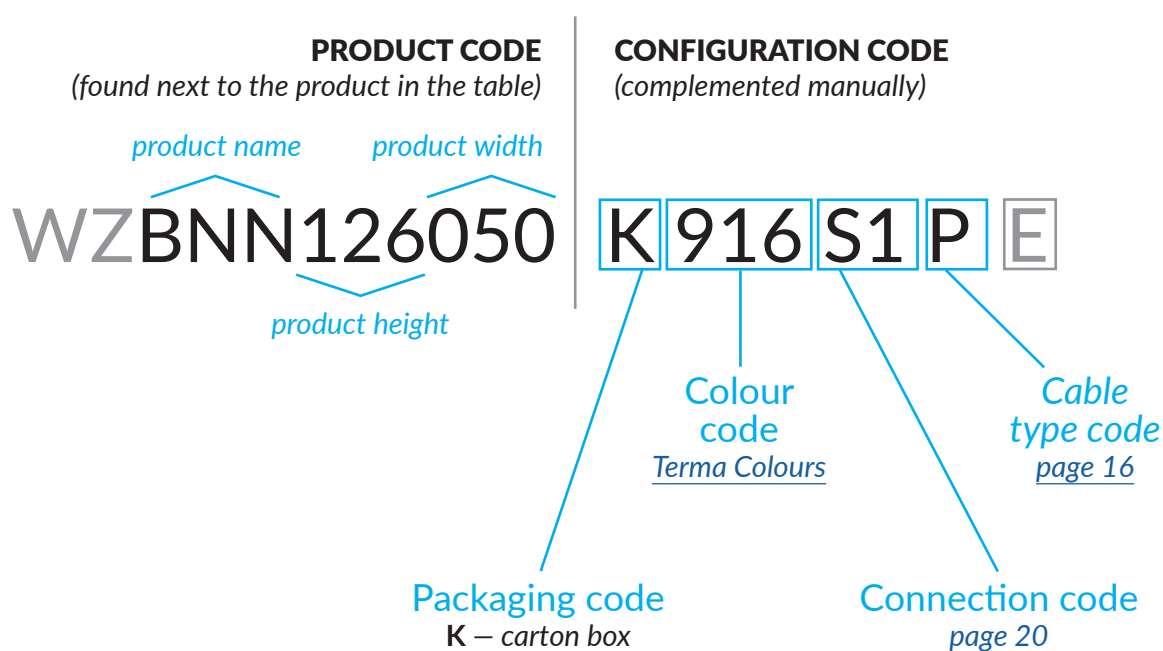 PRODUCT CODE
(found next to the product in the table)
CONFIGURATION CODE
(complemented manually)
product name
product width
WZBNN126050
K 916 S1 P E
product height
Colour
code
Terma Colours
Cable
type code
page 16
Packaging code
K – carton box
Connection code
page 20